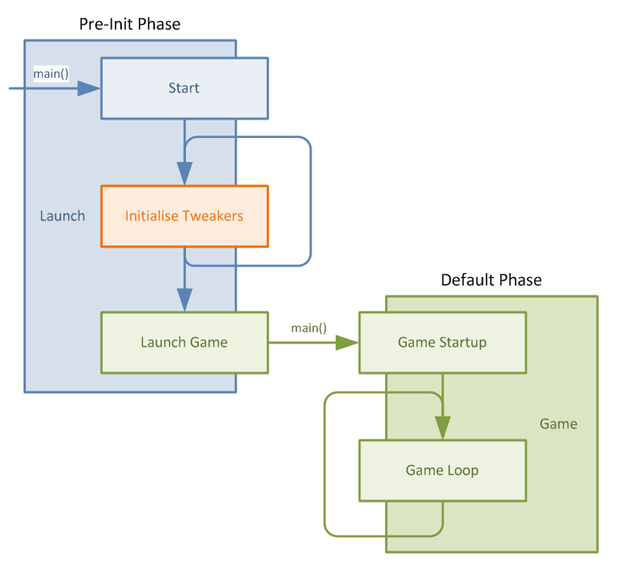 Pre-Init Phase
main()
Start
Launch
Initialise Tweakers
Default Phase
Launch Game
main()
Game Startup
Game
Game Loop